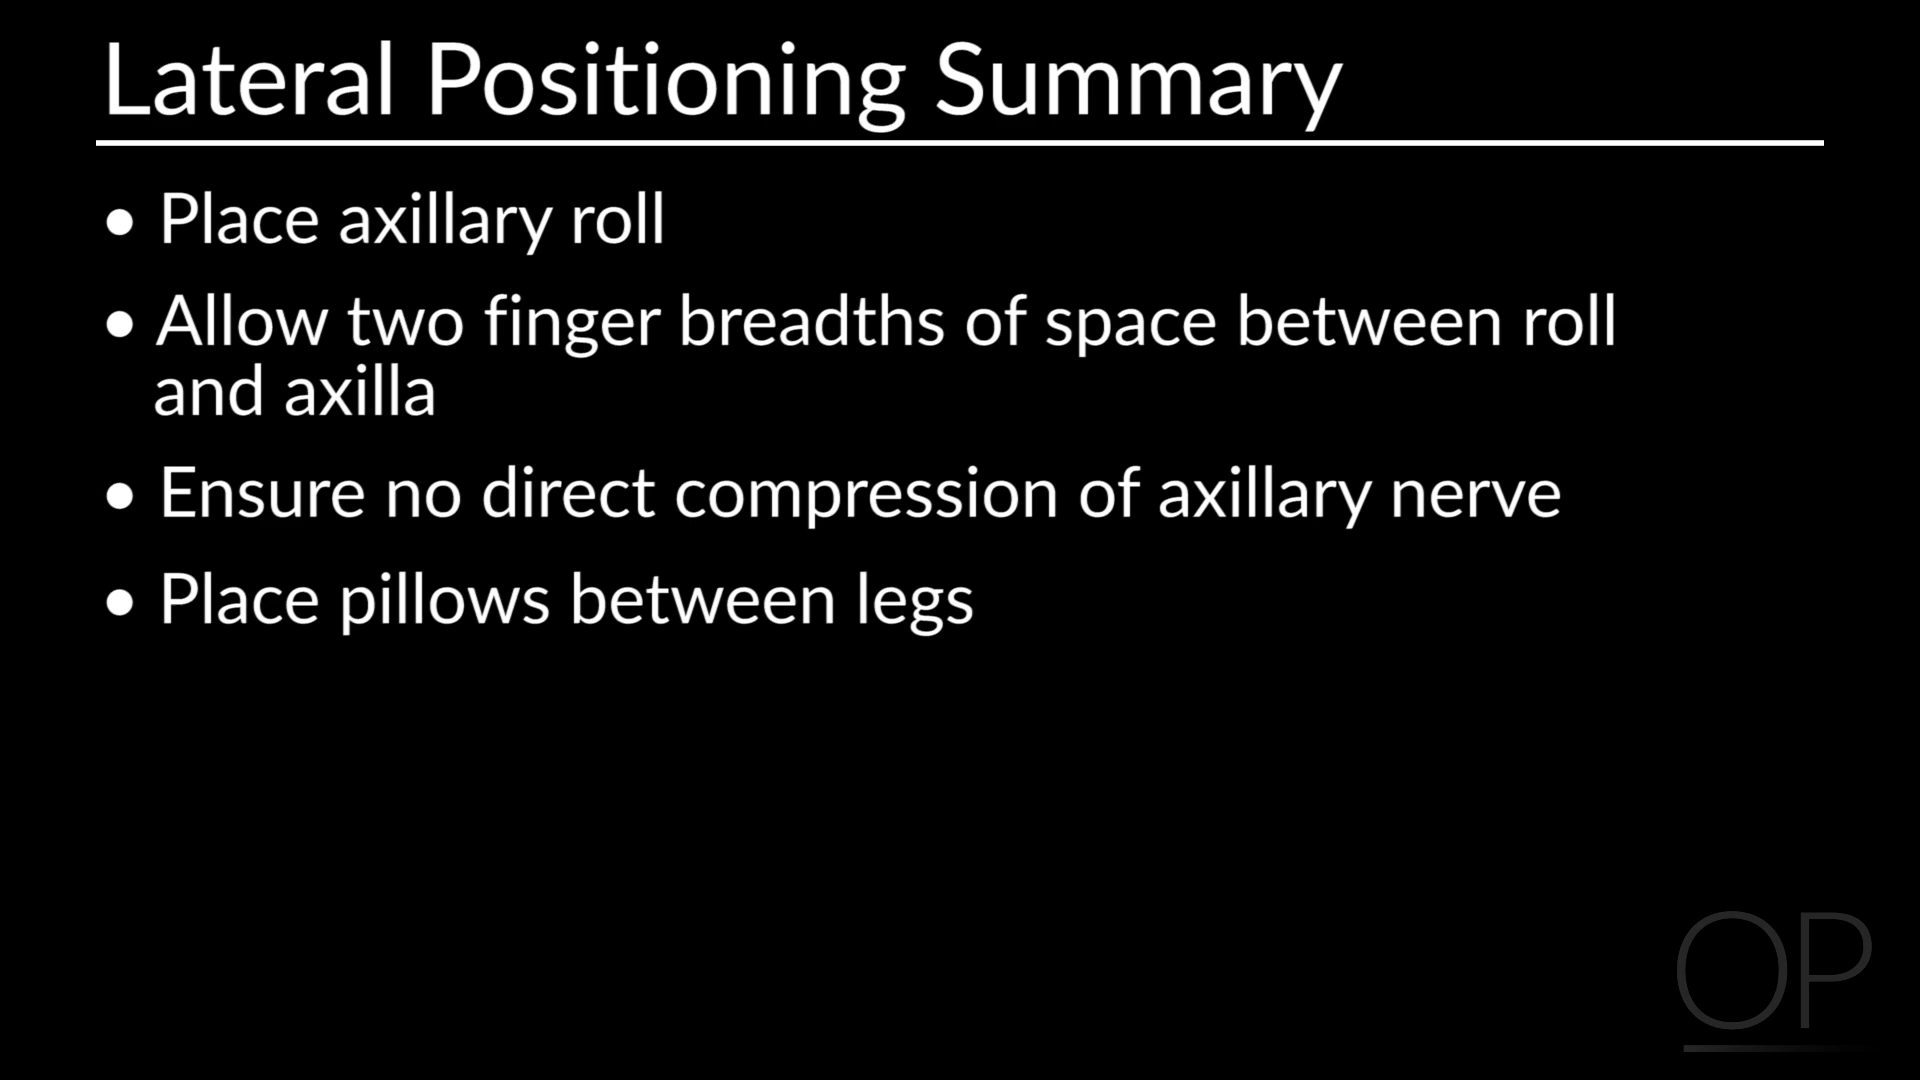 Lateral Positioning Summary
• Place axillary roll
• Allow two finger breadths of space between roll
and axilla
• Ensure no direct compression of axillary nerve
• Place pillows between legs
OP